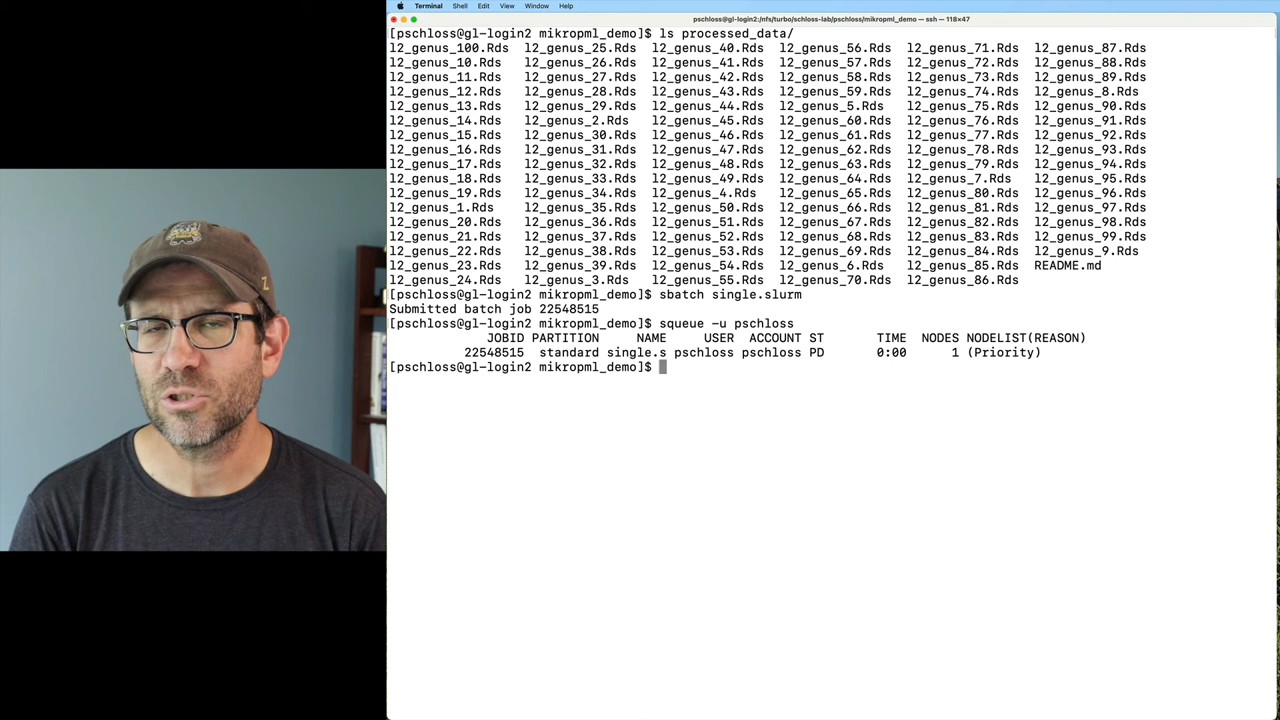 Terminal Shell Edit View Window Help
pschloss@gl-login2:/nfs/turbo/schloss-lab/pschloss/mikropml_demo — ssh — 118×47
[pschloss@gl-login2 mikropml_demo]$ ls processed_data/
l2_genus_100.Rds l2_genus_25.Rds l2_genus_40.Rds l2_genus_56.Rds l2_genus_71.Rds l2_genus_87.Rds
l2_genus_10.Rds l2_genus_26.Rds l2_genus_41.Rds l2_genus_57.Rds l2_genus_72.Rds l2_genus_88.Rds
l2_genus_11.Rds l2_genus_27.Rds l2_genus_42.Rds l2_genus_58.Rds l2_genus_73.Rds l2_genus_89.Rds
l2_genus_12.Rds l2_genus_28.Rds l2_genus_43.Rds l2_genus_59.Rds l2_genus_74.Rds l2_genus_8.Rds
l2_genus_13.Rds l2_genus_29.Rds l2_genus_44.Rds l2_genus_5.Rds l2_genus_75.Rds l2_genus_90.Rds
l2_genus_14.Rds l2_genus_2.Rds l2_genus_45.Rds l2_genus_60.Rds l2_genus_76.Rds l2_genus_91.Rds
l2_genus_15.Rds l2_genus_30.Rds l2_genus_46.Rds l2_genus_61.Rds l2_genus_77.Rds l2_genus_92.Rds
l2_genus_16.Rds l2_genus_31.Rds l2_genus_47.Rds l2_genus_62.Rds l2_genus_78.Rds l2_genus_93.Rds
l2_genus_17.Rds l2_genus_32.Rds l2_genus_48.Rds l2_genus_63.Rds l2_genus_79.Rds l2_genus_94.Rds
l2_genus_18.Rds l2_genus_33.Rds l2_genus_49.Rds l2_genus_64.Rds l2_genus_7.Rds l2_genus_95.Rds
l2_genus_19.Rds l2_genus_34.Rds l2_genus_4.Rds l2_genus_65.Rds l2_genus_80.Rds l2_genus_96.Rds
l2_genus_1.Rds l2_genus_35.Rds l2_genus_50.Rds l2_genus_66.Rds l2_genus_81.Rds l2_genus_97.Rds
l2_genus_20.Rds l2_genus_36.Rds l2_genus_51.Rds l2_genus_67.Rds l2_genus_82.Rds l2_genus_98.Rds
l2_genus_21.Rds l2_genus_37.Rds l2_genus_52.Rds l2_genus_68.Rds l2_genus_83.Rds l2_genus_99.Rds
l2_genus_22.Rds l2_genus_38.Rds l2_genus_53.Rds l2_genus_69.Rds l2_genus_84.Rds l2_genus_9.Rds
l2_genus_23.Rds l2_genus_39.Rds l2_genus_54.Rds l2_genus_6.Rds l2_genus_85.Rds README.md
l2_genus_24.Rds l2_genus_3.Rds l2_genus_55.Rds l2_genus_70.Rds l2_genus_86.Rds
[pschloss@gl-login2 mikropml_demo]$ sbatch single.slurm
Submitted batch job 22548515
[pschloss@gl-login2 mikropml_demo]$ squeue -u pschloss
JOBID PARTITION NAME USER ACCOUNT ST TIME NODES NODELIST(REASON)
22548515 standard single.s pschloss pschloss PD 0:00 1 (Priority)
[pschloss@gl-login2 mikropml_demo]$